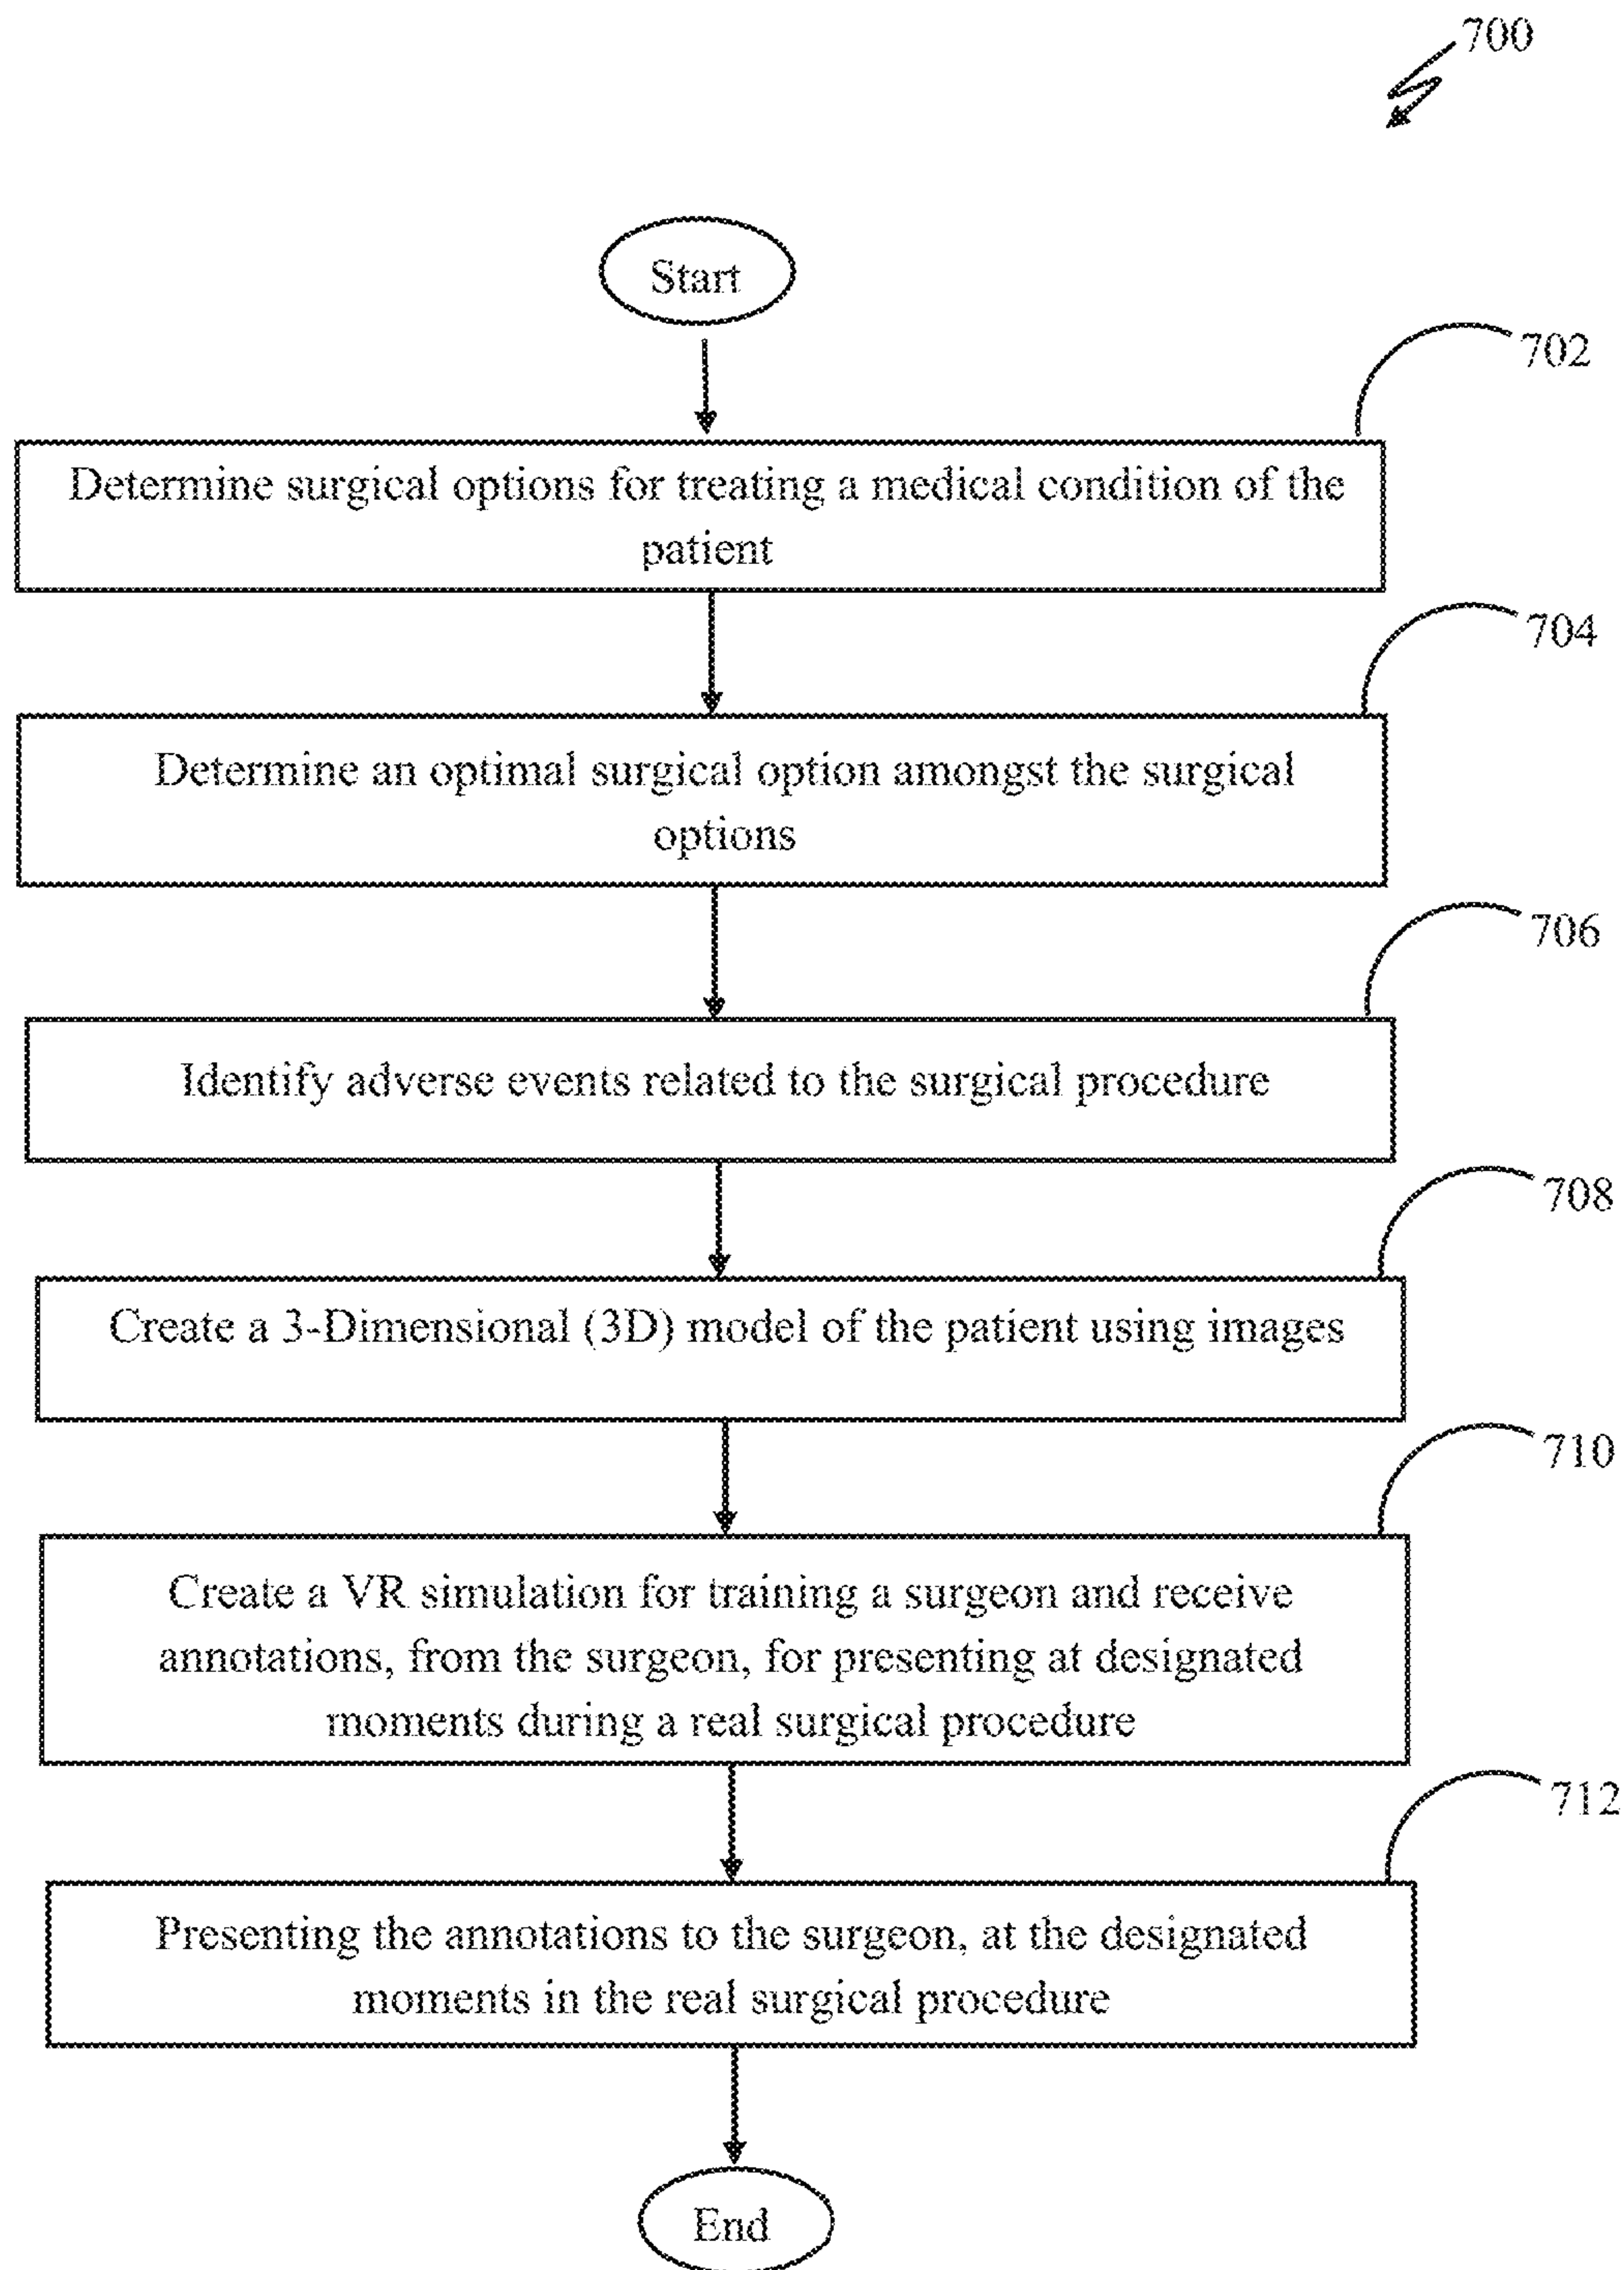 700
Start
702
Determine surgical options for treating a medical condition of the
patient
704
Determine an optimal surgical option amongst the surgical
options
706
Identify adverse events related to the surgical procedure
708
Create a 3-Dimensional (3D) model of the patient using images
710
Create a VR simulation for training a surgeon and receive
annotations, from the surgeon, for presenting at designated
moments during a real surgical procedure
712
Presenting the annotations to the surgeon, at the designated
moments in the real surgical procedure
End